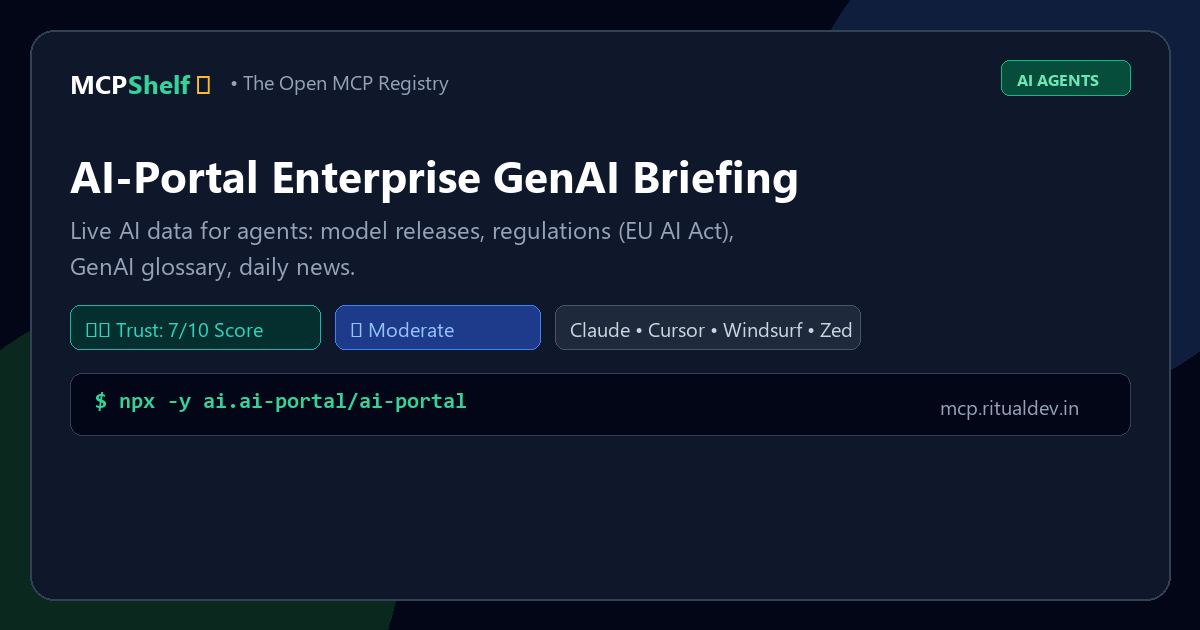 MCPShelf • The Open MCP Registry
AI AGENTS
AI-Portal Enterprise GenAI Briefing
Live AI data for agents: model releases, regulations (EU AI Act),
GenAI glossary, daily news.
Trust: 7/10 Score
Moderate
Claude • Cursor • Windsurf • Zed
$ npx -y ai.ai-portal/ai-portal
mcp.ritualdev.in